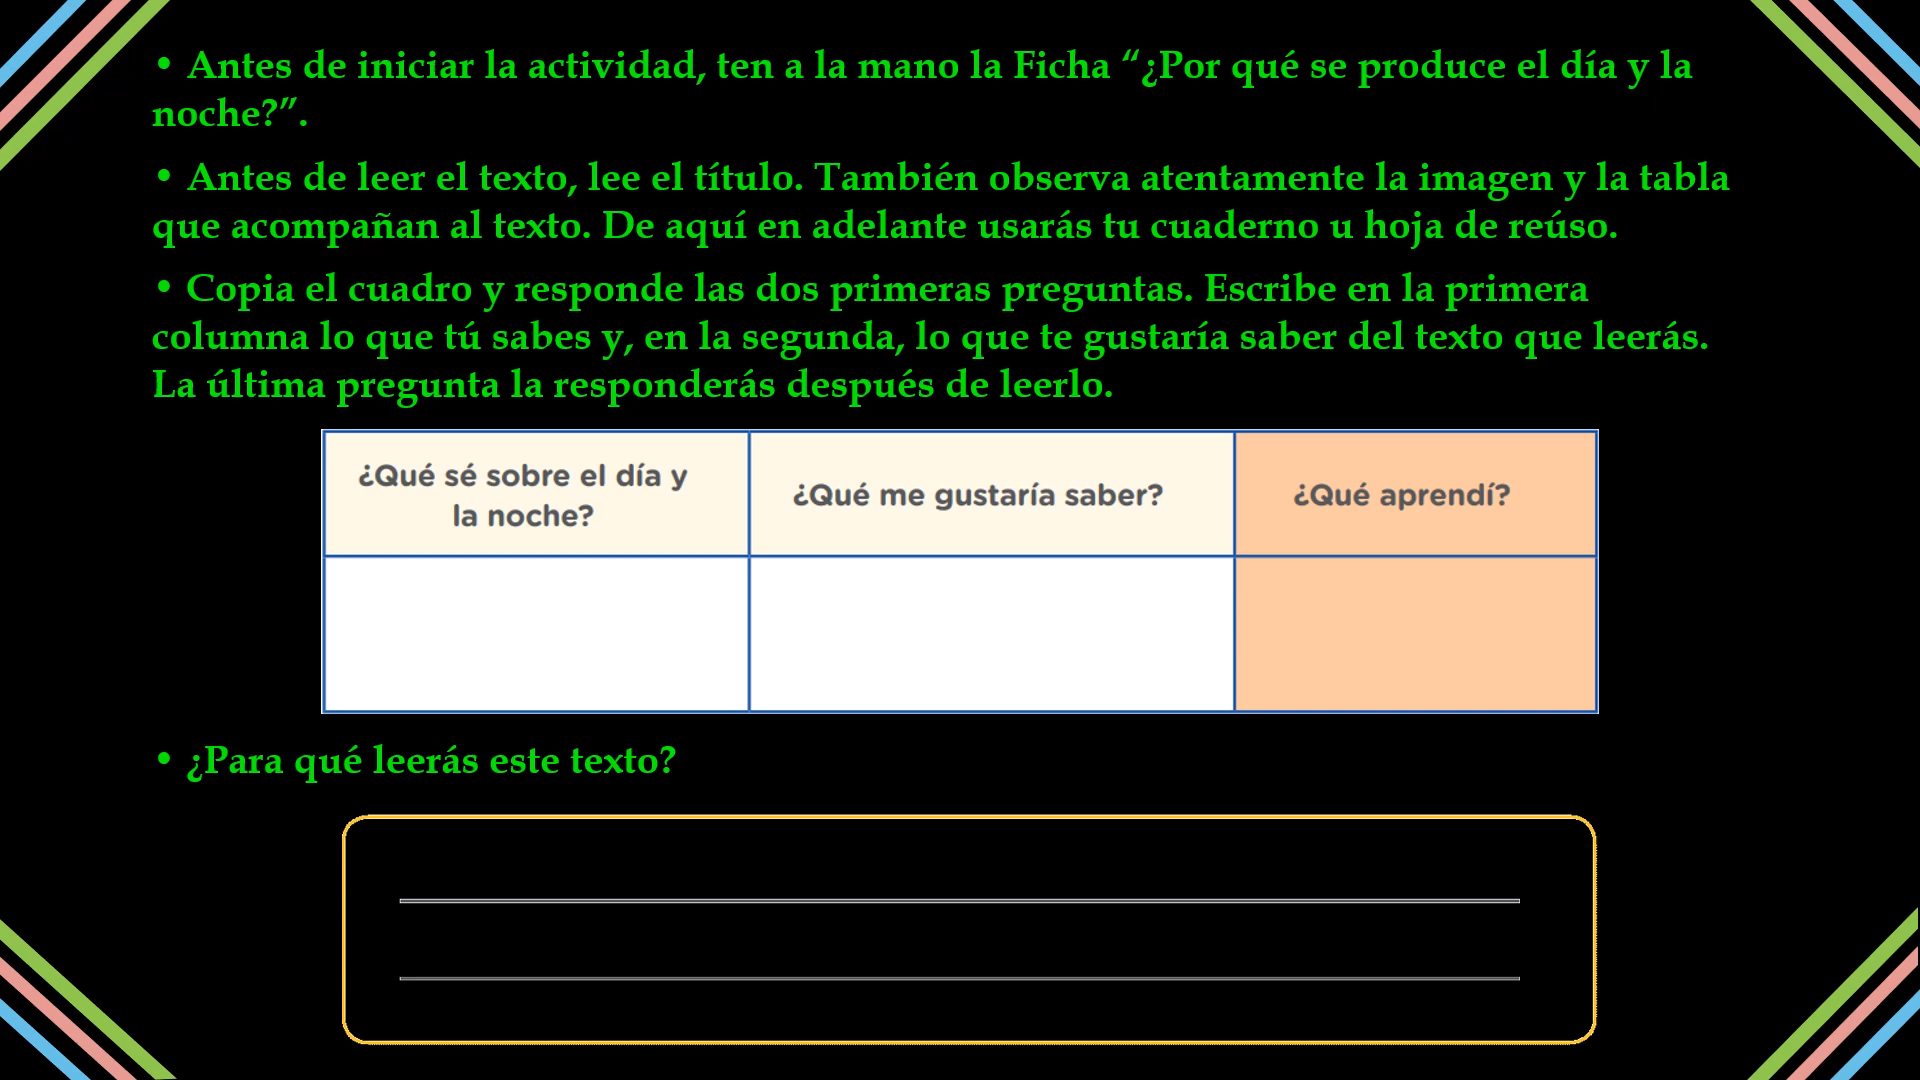 • Antes de iniciar la actividad, ten a la mano la Ficha “¿Por qué se produce el día y la
noche?”.
• Antes de leer el texto, lee el título. También observa atentamente la imagen y la tabla
que acompañan al texto. De aquí en adelante usarás tu cuaderno u hoja de reúso.
• Copia el cuadro y responde las dos primeras preguntas. Escribe en la primera
columna lo que tú sabes y, en la segunda, lo que te gustaría saber del texto que leerás.
La última pregunta la responderás después de leerlo.
¿Qué sé sobre el día y
la noche?
¿Qué me gustaría saber?
¿Qué aprendí?
• ¿Para qué leerás este texto?